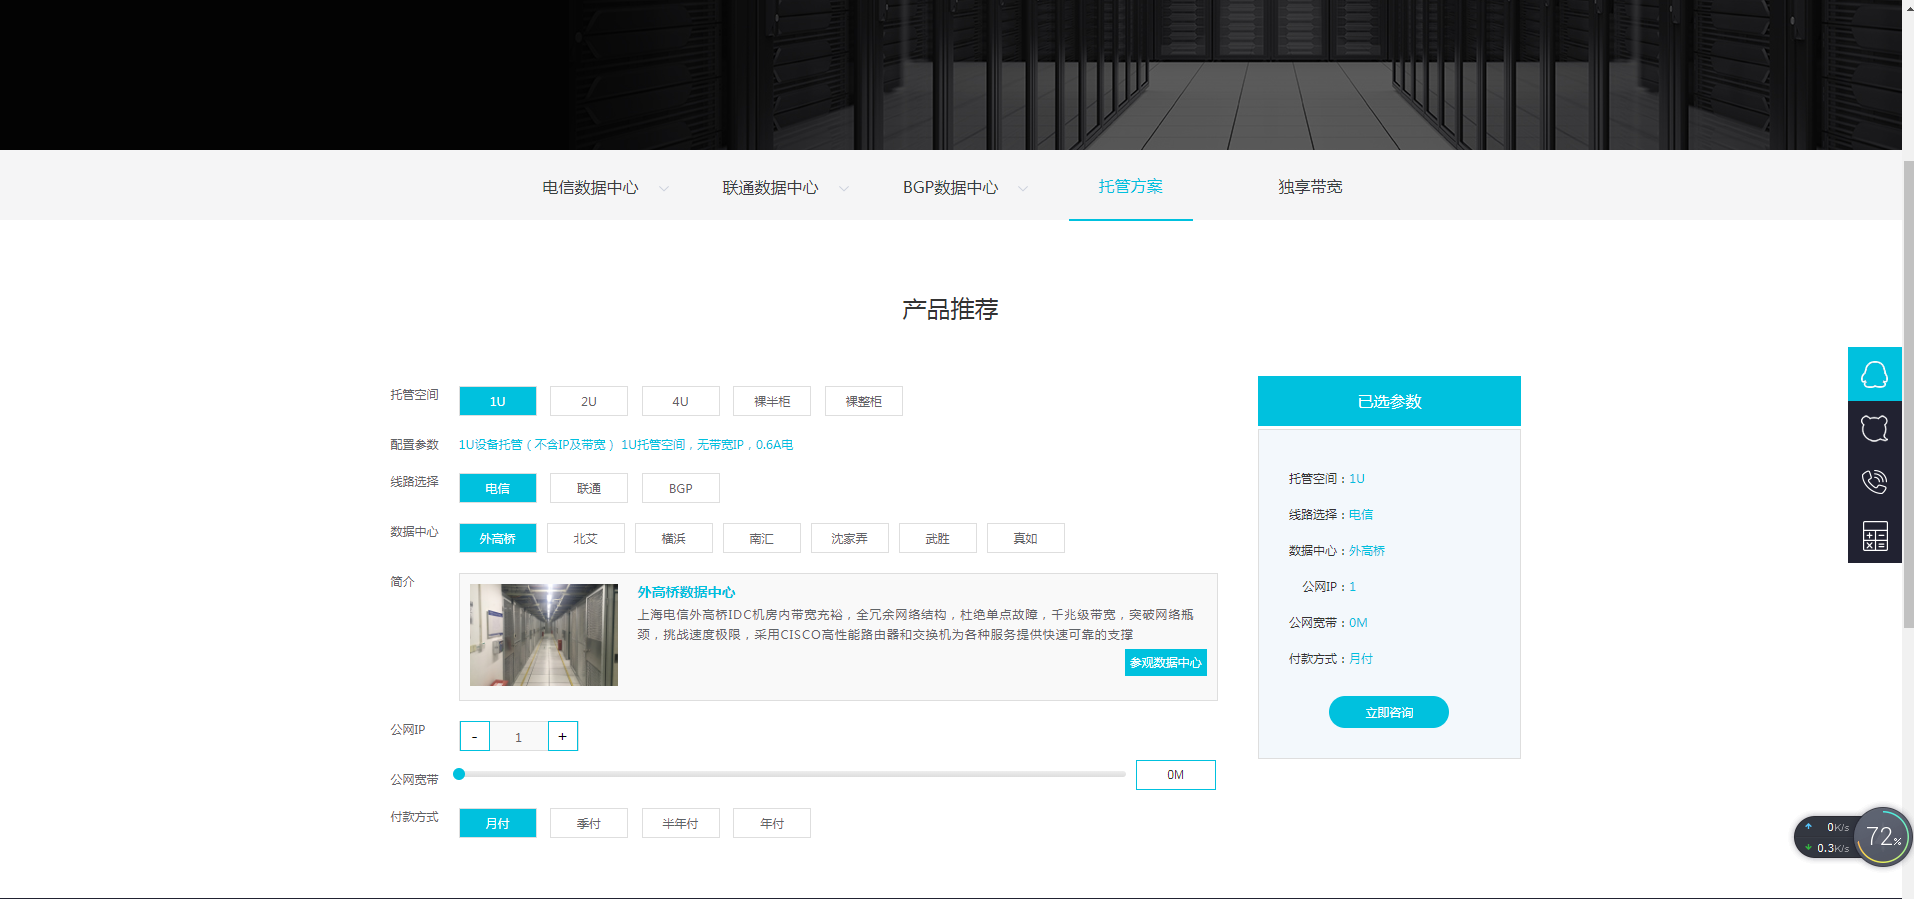 电信数据中心 联通数据中心 BGP数据中心 托管方案 独享带宽
产品推荐
托管空间 1U 2U 4U 裸半柜 裸整柜
配置参数 1U设备托管（不含IP及带宽） 1U托管空间，无带宽IP，0.6A电
线路选择 电信 联通 BGP
数据中心 外高桥 北艾 横浜 南汇 沈家弄 武胜 真如
简介
外高桥数据中心
上海电信外高桥IDC机房内带宽充裕，全冗余网络结构，杜绝单点故障，千兆级带宽，突破网络瓶
颈，挑战速度极限，采用CISCO高性能路由器和交换机为各种服务提供快速可靠的支撑
参观数据中心
公网IP - 1 +
公网宽带 0M
付款方式 月付 季付 半年付 年付
已选参数
托管空间：1U
线路选择：电信
数据中心：外高桥
公网IP：1
公网宽带：0M
付款方式：月付
立即咨询
0K/s
0.3K/s
72%